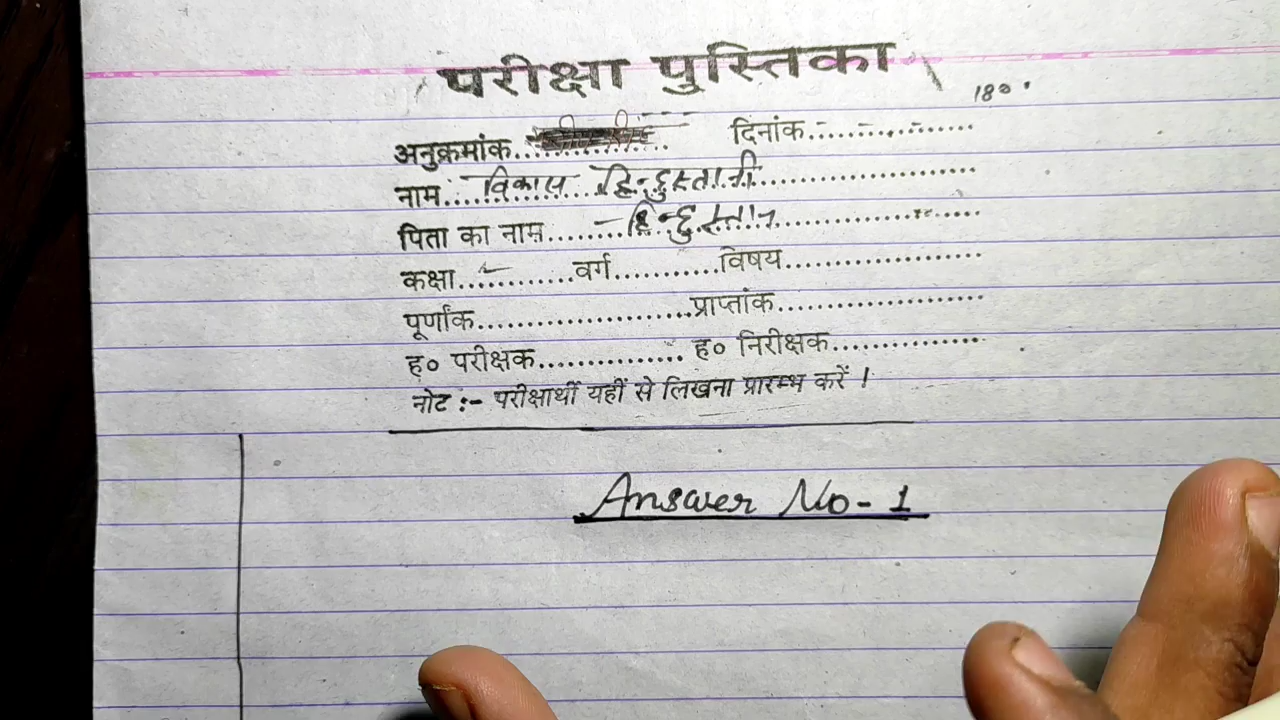 परीक्षा पुस्तिका
180
अनुक्रमांक.................. दिनांक....................
नाम.... विकास हिन्दुस्तानी....................
पिता का नाम....... हिन्दुस्तान....................
कक्षा............वर्ग...........विषय....................
पूर्णांक......................प्राप्तांक.....................
ह० परीक्षक............... ह० निरीक्षक...............
नोट :- परीक्षार्थी यहीं से लिखना प्रारम्भ करें ।
Answer No - 1